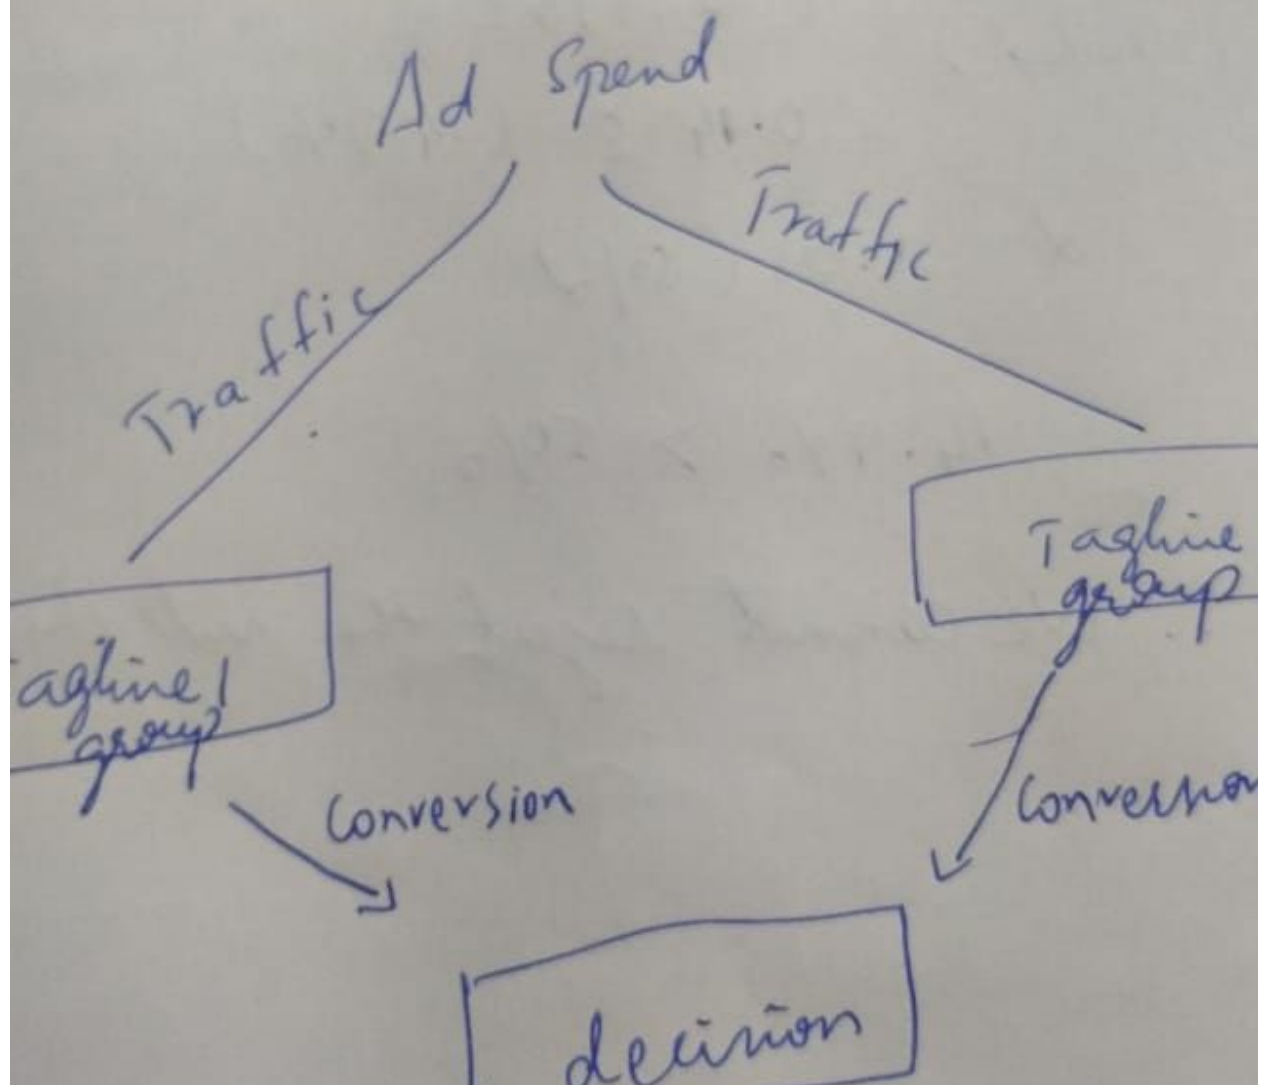 Ad Spend
Traffic
Traffic
Tagline
group
agline 1
group
Conversion
Conversion
decision